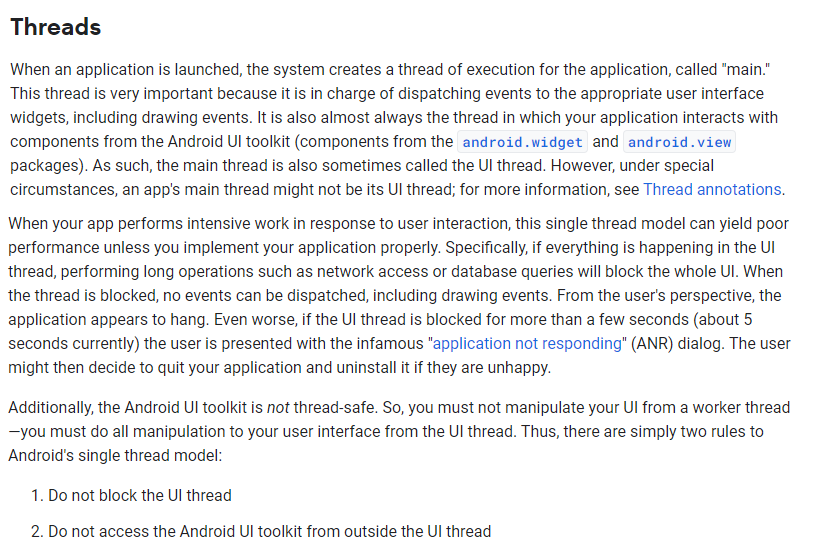 Threads
When an application is launched, the system creates a thread of execution for the application, called "main."
This thread is very important because it is in charge of dispatching events to the appropriate user interface
widgets, including drawing events. It is also almost always the thread in which your application interacts with
components from the Android UI toolkit (components from the android.widget and android.view
packages). As such, the main thread is also sometimes called the UI thread. However, under special
circumstances, an app's main thread might not be its UI thread; for more information, see Thread annotations.
When your app performs intensive work in response to user interaction, this single thread model can yield poor
performance unless you implement your application properly. Specifically, if everything is happening in the UI
thread, performing long operations such as network access or database queries will block the whole UI. When
the thread is blocked, no events can be dispatched, including drawing events. From the user's perspective, the
application appears to hang. Even worse, if the UI thread is blocked for more than a few seconds (about 5
seconds currently) the user is presented with the infamous "application not responding" (ANR) dialog. The user
might then decide to quit your application and uninstall it if they are unhappy.
Additionally, the Android UI toolkit is not thread-safe. So, you must not manipulate your UI from a worker thread
—you must do all manipulation to your user interface from the UI thread. Thus, there are simply two rules to
Android's single thread model:
1. Do not block the UI thread
2. Do not access the Android UI toolkit from outside the UI thread